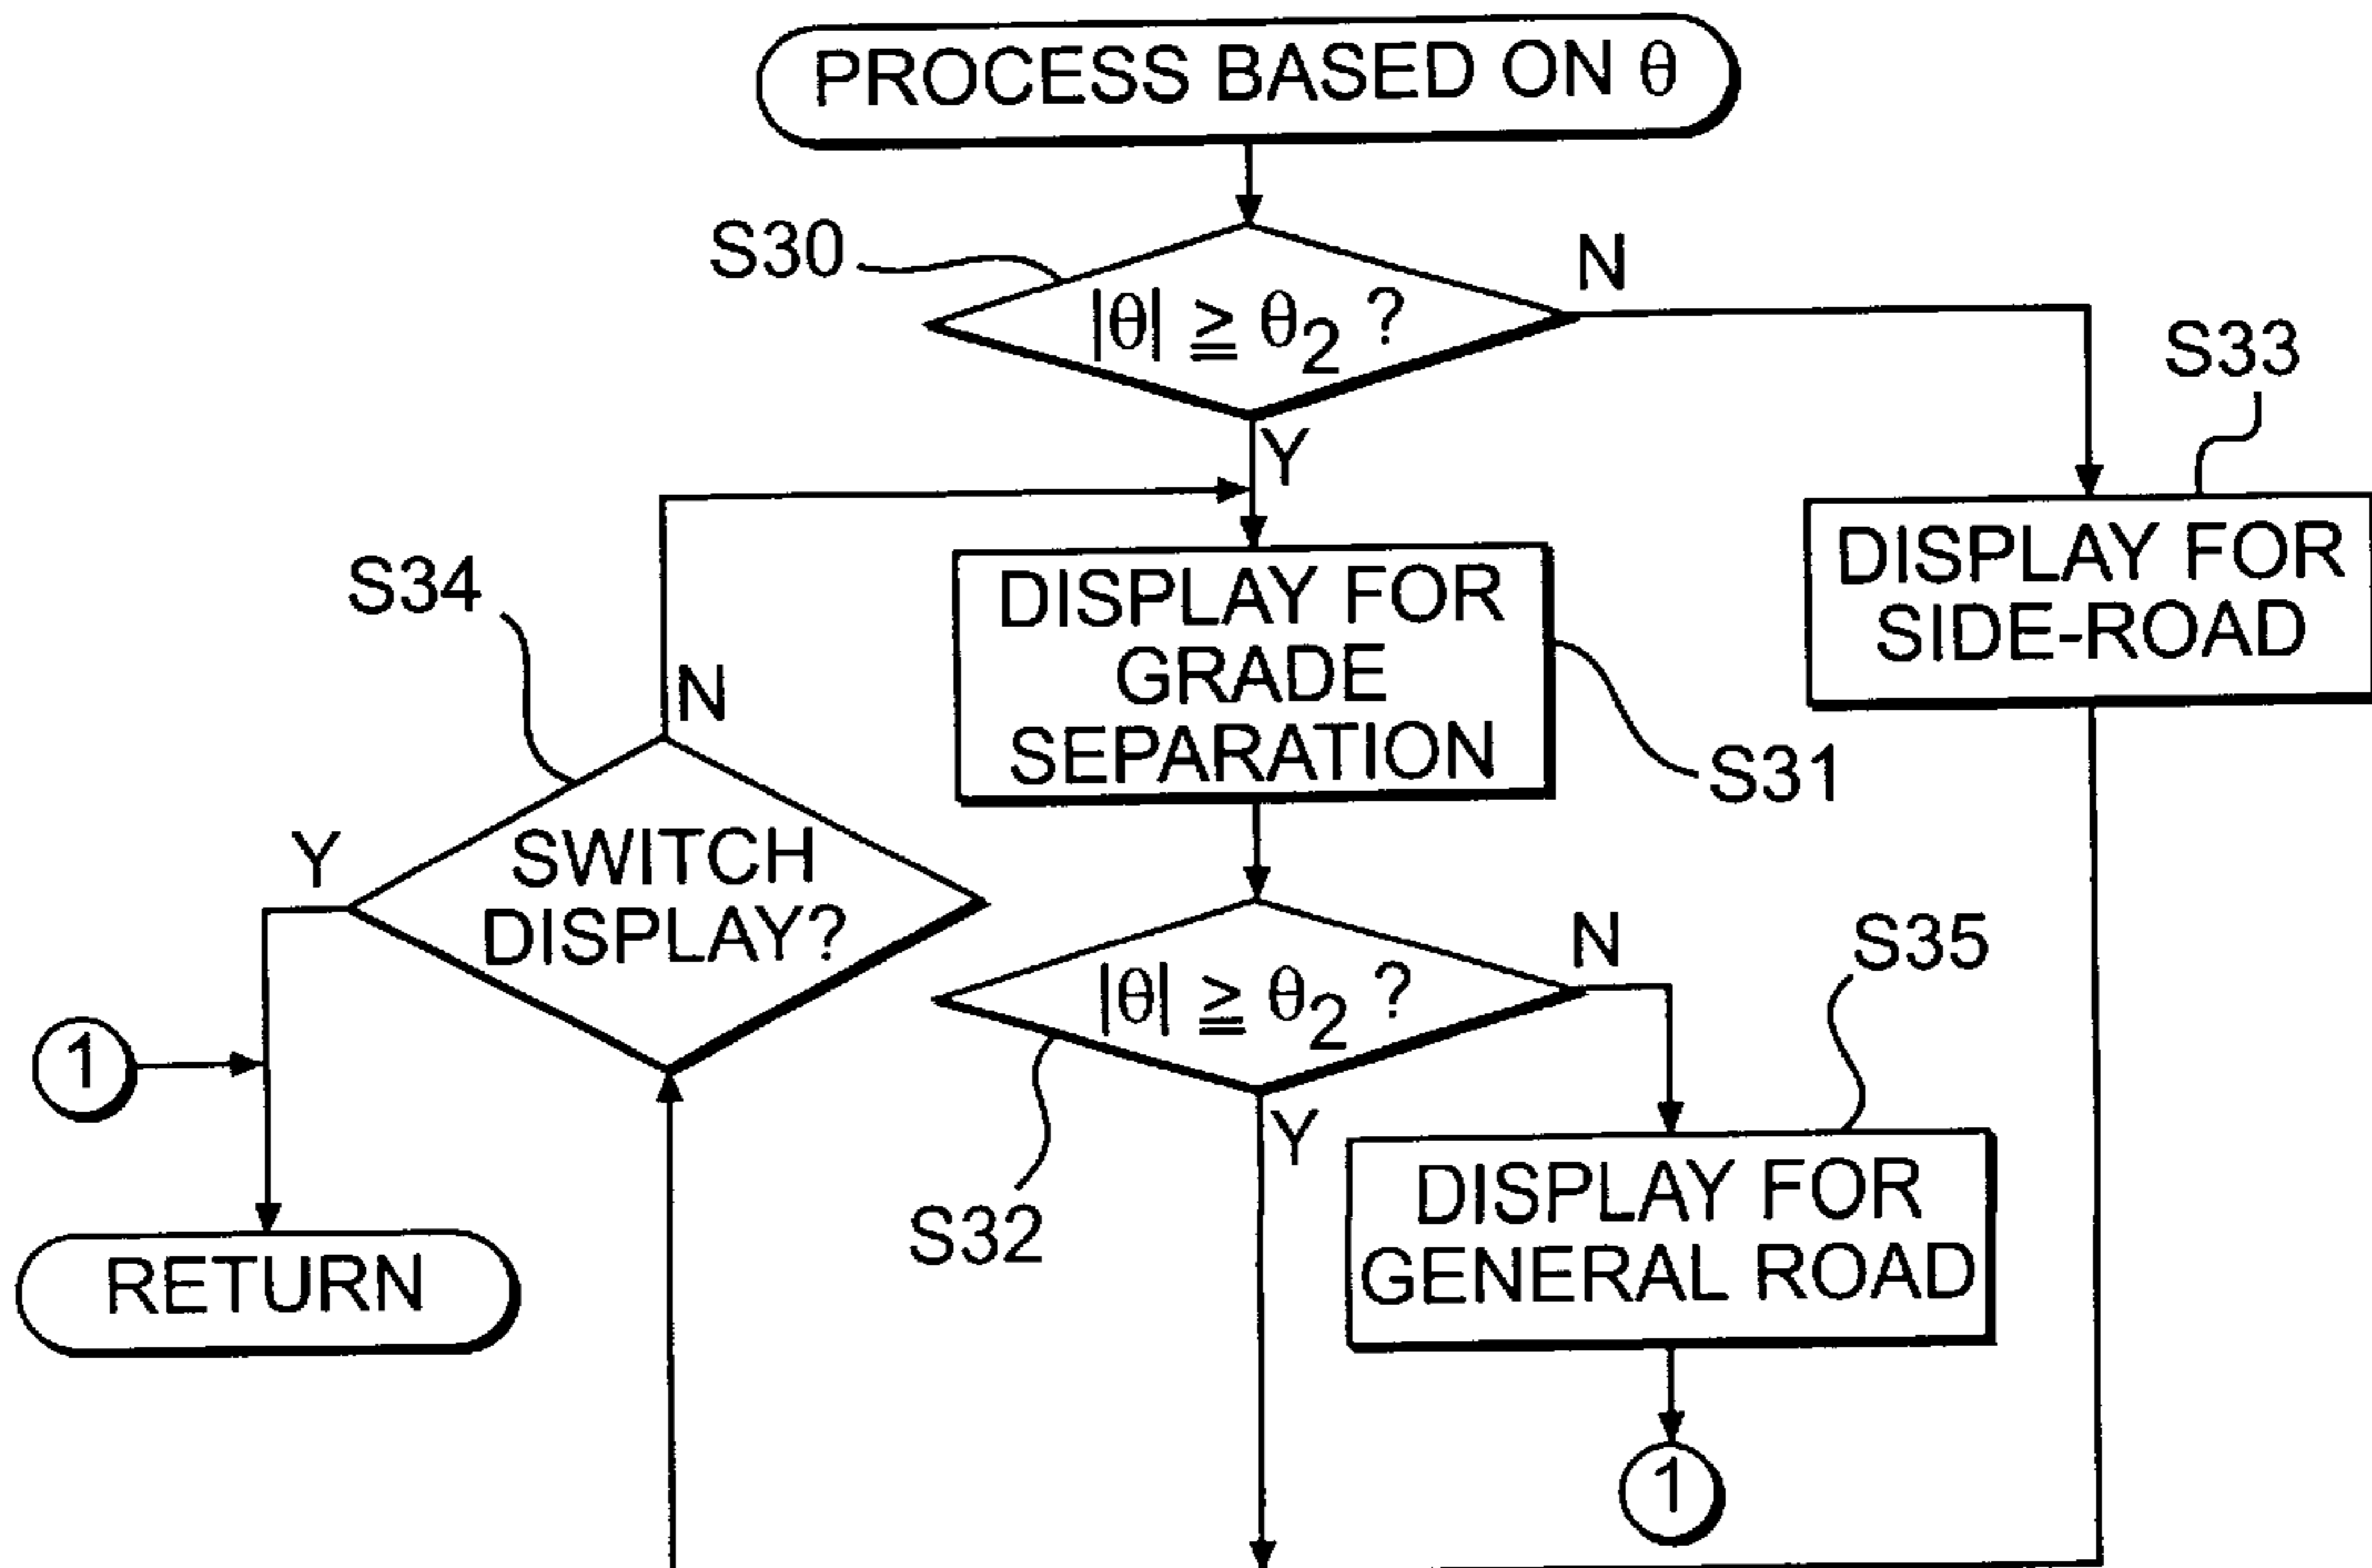 PROCESS BASED ON θ
S30
N
|θ| ≧ θ2 ?
S33
Y
DISPLAY FOR
SIDE-ROAD
S34
DISPLAY FOR
GRADE
SEPARATION
N
S31
Y
SWITCH
DISPLAY?
N
S35
|θ| ≧ θ2 ?
1
Y
S32
DISPLAY FOR
GENERAL ROAD
RETURN
1